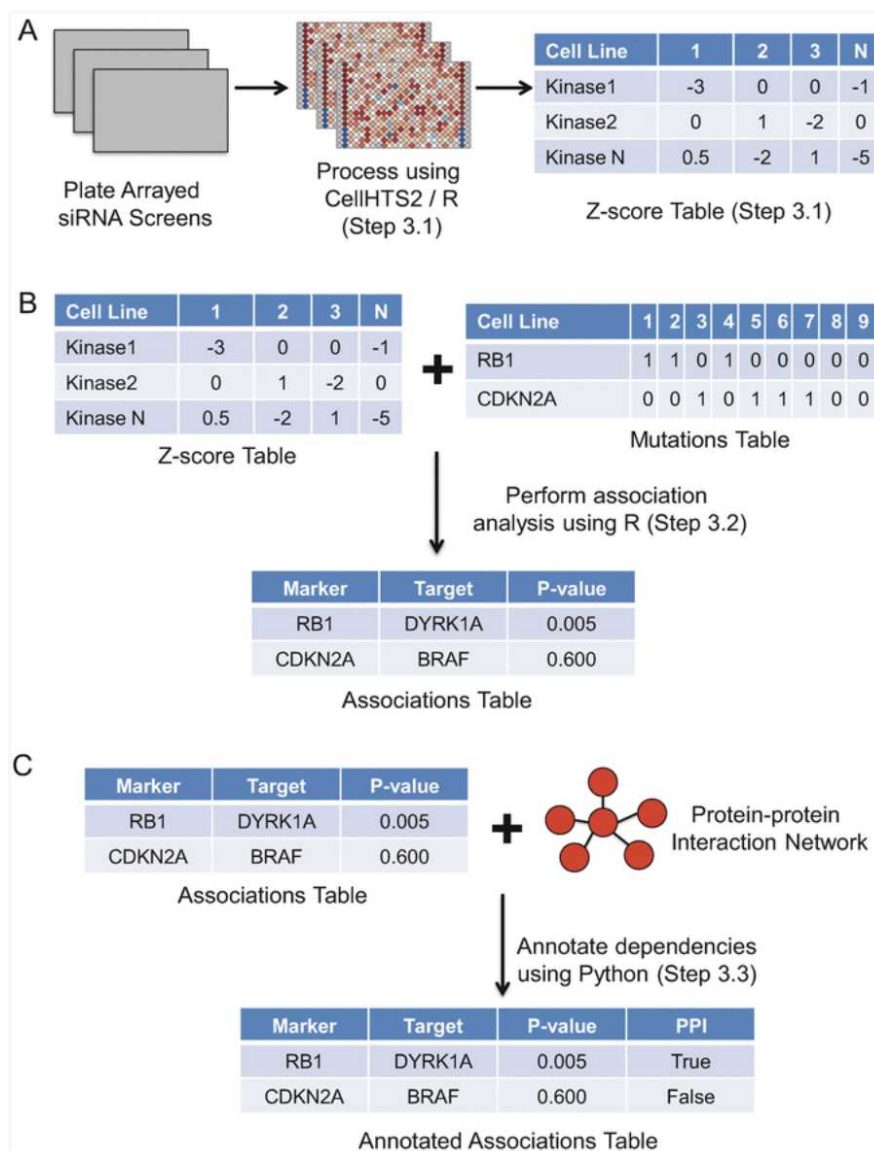 A
Plate Arrayed
siRNA Screens
Process using
CellHTS2 / R
(Step 3.1)
Cell Line 1 2 3 N
Kinase1 -3 0 0 -1
Kinase2 0 1 -2 0
Kinase N 0.5 -2 1 -5
Z-score Table (Step 3.1)
B
Cell Line 1 2 3 N
Kinase1 -3 0 0 -1
Kinase2 0 1 -2 0
Kinase N 0.5 -2 1 -5
Z-score Table
+
Cell Line 1 2 3 4 5 6 7 8 9
RB1 1 1 0 1 0 0 0 0 0
CDKN2A 0 0 1 0 1 1 1 0 0
Mutations Table
Perform association
analysis using R (Step 3.2)
Marker Target P-value
RB1 DYRK1A 0.005
CDKN2A BRAF 0.600
Associations Table
C
Marker Target P-value
RB1 DYRK1A 0.005
CDKN2A BRAF 0.600
Associations Table
+
Protein-protein
Interaction Network
Annotate dependencies
using Python (Step 3.3)
Marker Target P-value PPI
RB1 DYRK1A 0.005 True
CDKN2A BRAF 0.600 False
Annotated Associations Table